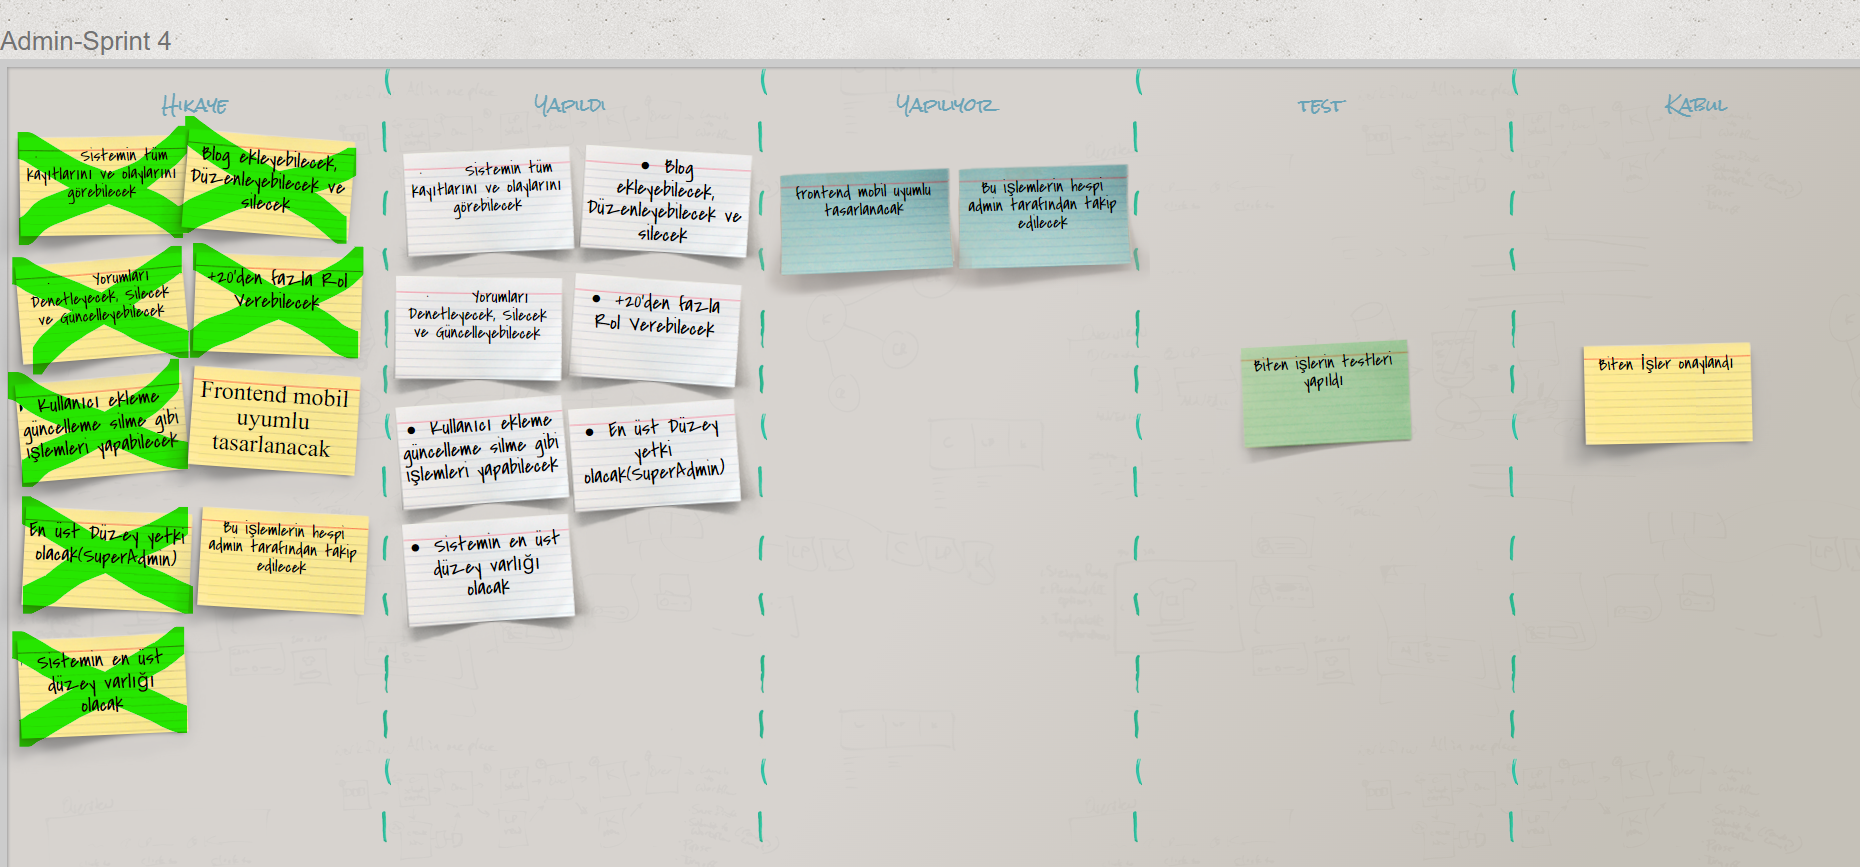 Admin-Sprint 4
Hikaye
Sistemin tüm
kayıtlarını ve olaylarını
görebilecek
Blog ekleyebilecek,
Düzenleyebilecek ve
silecek
Yorumları
Denetleyecek, Silecek
ve Güncelleyebilecek
+20'den fazla Rol
Verebilecek
Kullanıcı ekleme
güncelleme silme gibi
işlemleri yapabilecek
Frontend mobil
uyumlu
tasarlanacak
En üst Düzey yetki
olacak(SuperAdmin)
Bu işlemlerin hespi
admin tarafından takip
edilecek
Sistemin en üst
düzey varlığı
olacak
Yapıldı
Sistemin tüm
kayıtlarını ve olaylarını
görebilecek
• Blog
ekleyebilecek,
Düzenleyebilecek ve
silecek
Yorumları
Denetleyecek, Silecek
ve Güncelleyebilecek
• +20'den fazla
Rol Verebilecek
• Kullanıcı ekleme
güncelleme silme gibi
işlemleri yapabilecek
• En üst Düzey
yetki
olacak(SuperAdmin)
• Sistemin en üst
düzey varlığı
olacak
Yapılıyor
frontend mobil uyumlu
tasarlanacak
Bu işlemlerin hespi
admin tarafından takip
edilecek
test
Biten işlerin testleri
yapıldı
Kabul
Biten İşler onaylandı